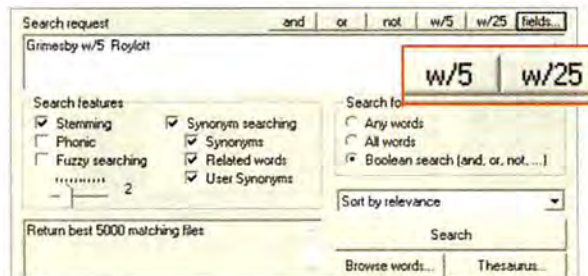 Search request and or not w/5 w/25 fields...
Grimesby w/5 Roylott
w/5 w/25
Search features Search for
Stemming Synonym searching Any words
Phonic Synonyms All words
Fuzzy searching Related words Boolean search (and, or, not, ...)
2 User Synonyms
Sort by relevance
Return best 5000 matching files Search
Browse words... Thesaurus...